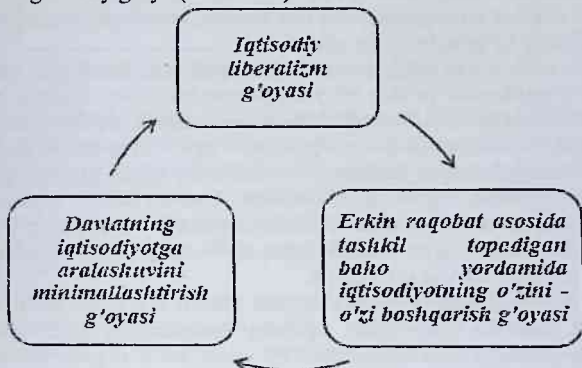 Iqtisodiy
liberalizm
g'oyasi
Davlatning
iqtisodiyotga
aralashuvini
minimallashtirish
g'oyasi
Erkin raqobat asosida
tashkil topadigan
baho yordamida
iqtisodiyotning o'zini -
o'zi boshqarish g'oyasi